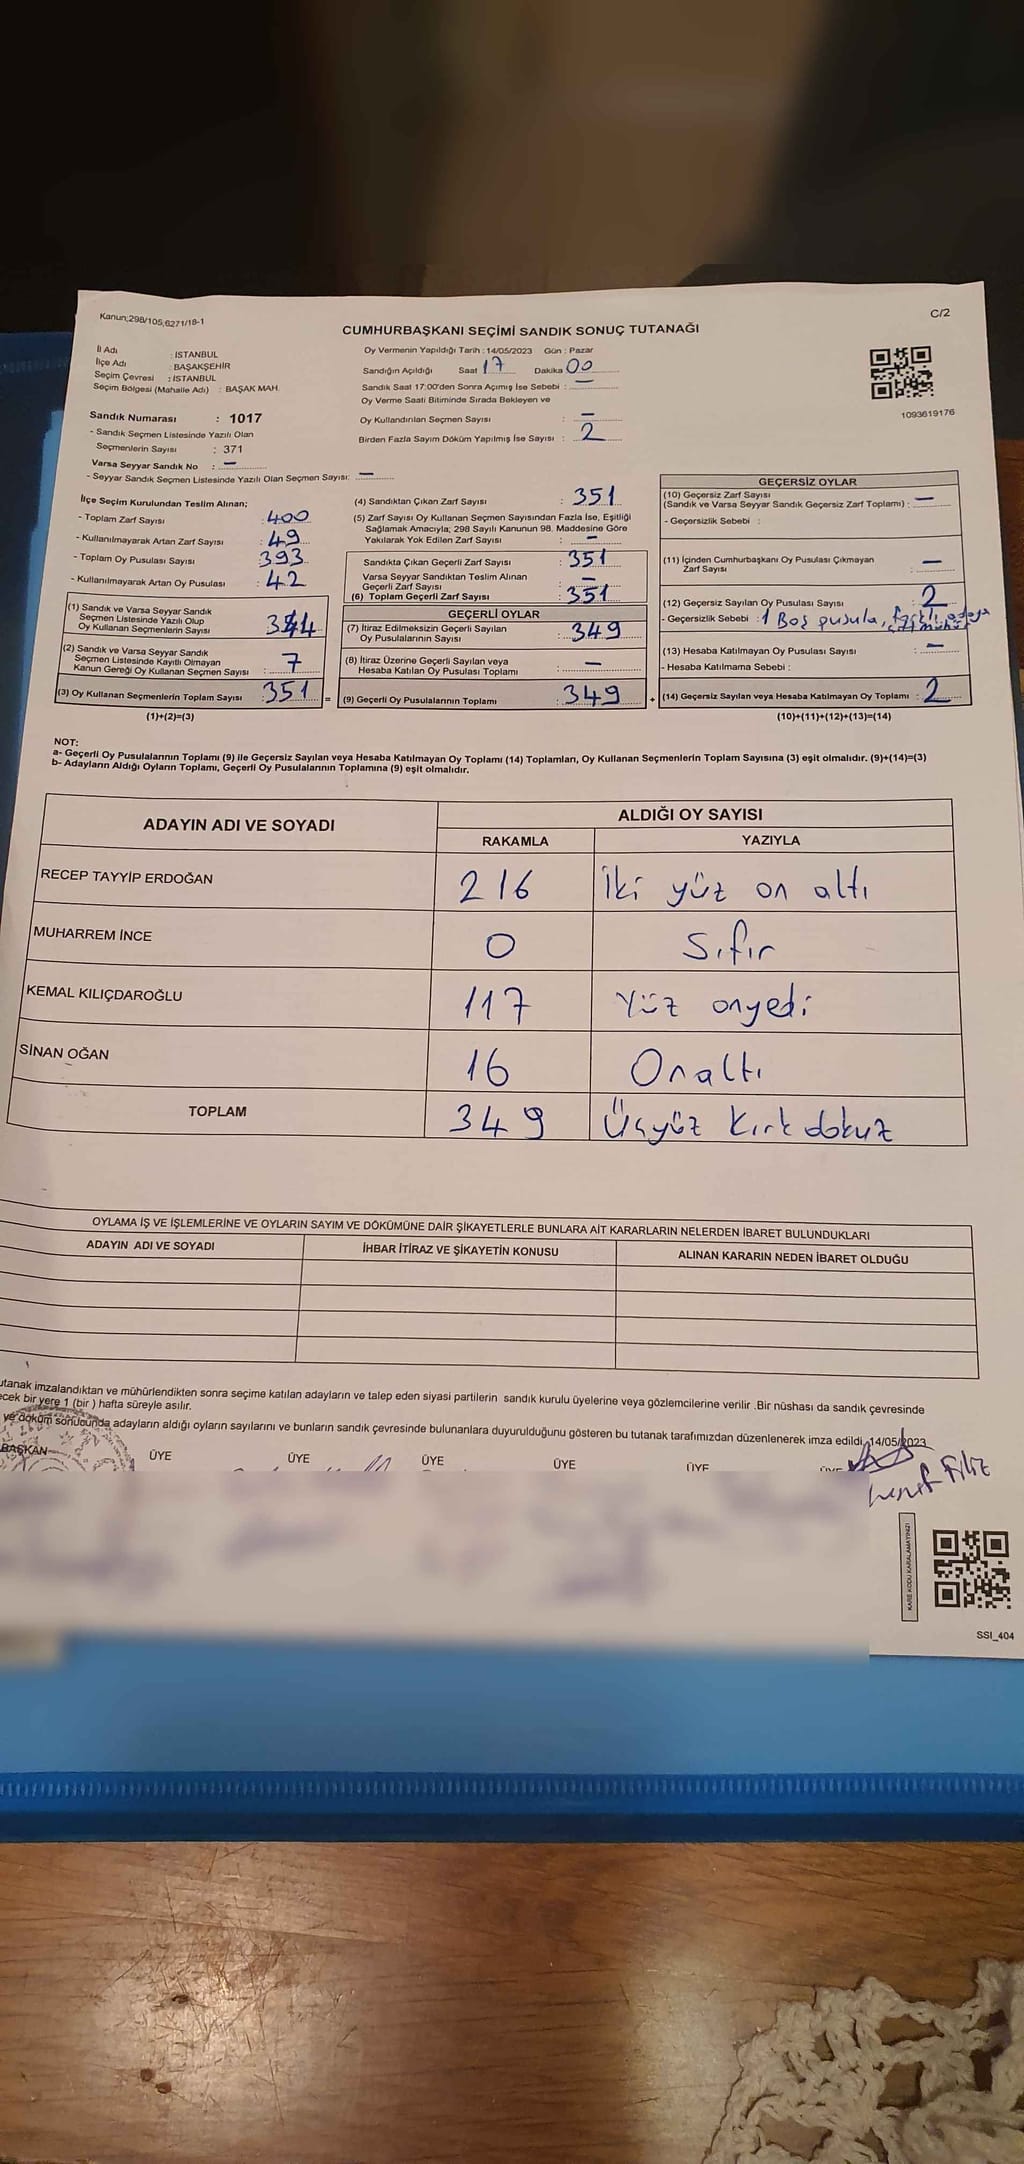 Kanun;298/105,6271/18-1
C/2
CUMHURBAŞKANI SEÇİMİ SANDIK SONUÇ TUTANAĞI
İl Adı : İSTANBUL
İlçe Adı : BAŞAKŞEHİR
Seçim Çevresi : İSTANBUL
Seçim Bölgesi (Mahalle Adı) : BAŞAK MAH.
Sandık Numarası : 1017
- Sandık Seçmen Listesinde Yazılı Olan
Seçmenlerin Sayısı : 371
Varsa Seyyar Sandık No : —
- Seyyar Sandık Seçmen Listesinde Yazılı Olan Seçmen Sayısı: —
Oy Vermenin Yapıldığı Tarih : 14/05/2023 Gün : Pazar
Sandığın Açıldığı Saat 17 Dakika 00
Sandık Saat 17:00'den Sonra Açımış İse Sebebi : —
Oy Verme Saati Bitiminde Sırada Bekleyen ve
Oy Kullandırılan Seçmen Sayısı : —
Birden Fazla Sayım Döküm Yapılmış İse Sayısı : 2
1093619176
İlçe Seçim Kurulundan Teslim Alınan;
- Toplam Zarf Sayısı : 400
- Kullanılmayarak Artan Zarf Sayısı : 49
- Toplam Oy Pusulası Sayısı : 393
- Kullanılmayarak Artan Oy Pusulası : 42
(1) Sandık ve Varsa Seyyar Sandık
Seçmen Listesinde Yazılı Olup
Oy Kullanan Seçmenlerin Sayısı : 344
(2) Sandık ve Varsa Seyyar Sandık
Seçmen Listesinde Kayıtlı Olmayan
Kanun Gereği Oy Kullanan Seçmen Sayısı : 7
(3) Oy Kullanan Seçmenlerin Toplam Sayısı : 351
(1)+(2)=(3)
(4) Sandıktan Çıkan Zarf Sayısı : 351
(5) Zarf Sayısı Oy Kullanan Seçmen Sayısından Fazla İse, Eşitliği
Sağlamak Amacıyla; 298 Sayılı Kanunun 98. Maddesine Göre
Yakılarak Yok Edilen Zarf Sayısı : —
Sandıkta Çıkan Geçerli Zarf Sayısı : 351
Varsa Seyyar Sandıktan Teslim Alınan
Geçerli Zarf Sayısı —
(6) Toplam Geçerli Zarf Sayısı : 351
GEÇERLİ OYLAR
(7) İtiraz Edilmeksizin Geçerli Sayılan
Oy Pusulalarının Sayısı : 349
(8) İtiraz Üzerine Geçerli Sayılan veya
Hesaba Katılan Oy Pusulası Toplamı : —
= (9) Geçerli Oy Pusulalarının Toplamı : 349 +
GEÇERSİZ OYLAR
(10) Geçersiz Zarf Sayısı
(Sandık ve Varsa Seyyar Sandık Geçersiz Zarf Toplamı) : —
- Geçersizlik Sebebi :
(11) İçinden Cumhurbaşkanı Oy Pusulası Çıkmayan
Zarf Sayısı : —
(12) Geçersiz Sayılan Oy Pusulası Sayısı : 2
- Geçersizlik Sebebi : 1 Boş pusula,
(13) Hesaba Katılmayan Oy Pusulası Sayısı : —
- Hesaba Katılmama Sebebi :
(14) Geçersiz Sayılan veya Hesaba Katılmayan Oy Toplamı : 2
(10)+(11)+(12)+(13)=(14)
NOT:
a- Geçerli Oy Pusulalarının Toplamı (9) ile Geçersiz Sayılan veya Hesaba Katılmayan Oy Toplamı (14) Toplamları, Oy Kullanan Seçmenlerin Toplam Sayısına (3) eşit olmalıdır. (9)+(14)=(3)
b- Adayların Aldığı Oyların Toplamı, Geçerli Oy Pusulalarının Toplamına (9) eşit olmalıdır.
ADAYIN ADI VE SOYADI ALDIĞI OY SAYISI
RAKAMLA YAZIYLA
RECEP TAYYİP ERDOĞAN 216 İki yüz on altı
MUHARREM İNCE 0 Sıfır
KEMAL KILIÇDAROĞLU 117 Yüz onyedi
SİNAN OĞAN 16 Onaltı
TOPLAM 349 Üçyüz kırk dokuz
OYLAMA İŞ VE İŞLEMLERİNE VE OYLARIN SAYIM VE DÖKÜMÜNE DAİR ŞİKAYETLERLE BUNLARA AİT KARARLARIN NELERDEN İBARET BULUNDUKLARI
ADAYIN ADI VE SOYADI İHBAR İTİRAZ VE ŞİKAYETİN KONUSU ALINAN KARARIN NEDEN İBARET OLDUĞU
utanak imzalandıktan ve mühürlendikten sonra seçime katılan adayların ve talep eden siyasi partilerin sandık kurulu üyelerine veya gözlemcilerine verilir .Bir nüshası da sandık çevresinde
ecek bir yere 1 (bir ) hafta süreyle asılır.
ve döküm sonucunda adayların aldığı oyların sayılarını ve bunların sandık çevresinde bulunanlara duyurulduğunu gösteren bu tutanak tarafımızdan düzenlenerek imza edildi. 14/05/2023
BAŞKAN ÜYE ÜYE ÜYE ÜYE ÜYE ÜYE
Filiz
KARE KODU KARALAMAYINIZ!
SSI_404